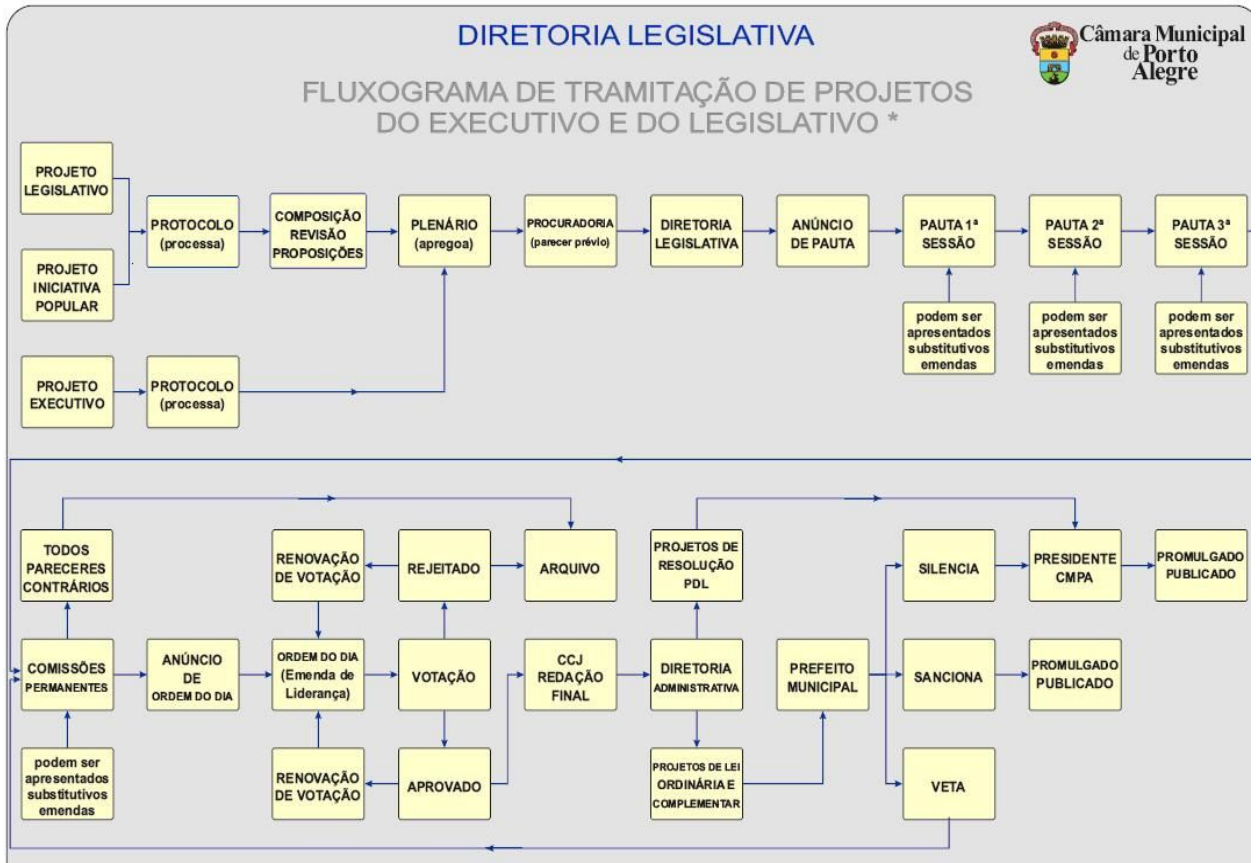 DIRETORIA LEGISLATIVA
Câmara Municipal
de Porto
Alegre
FLUXOGRAMA DE TRAMITAÇÃO DE PROJETOS
DO EXECUTIVO E DO LEGISLATIVO *
PROJETO
LEGISLATIVO
PROJETO
INICIATIVA
POPULAR
PROTOCOLO
(processa)
COMPOSIÇÃO
REVISÃO
PROPOSIÇÕES
PLENÁRIO
(apregoa)
PROCURADORIA
(parecer prévio)
DIRETORIA
LEGISLATIVA
ANÚNCIO
DE PAUTA
PAUTA 1ª
SESSÃO
PAUTA 2ª
SESSÃO
PAUTA 3ª
SESSÃO
podem ser
apresentados
substitutivos
emendas
podem ser
apresentados
substitutivos
emendas
podem ser
apresentados
substitutivos
emendas
PROJETO
EXECUTIVO
PROTOCOLO
(processa)
TODOS
PARECERES
CONTRÁRIOS
RENOVAÇÃO
DE VOTAÇÃO
REJEITADO
ARQUIVO
PROJETOS DE
RESOLUÇÃO
PDL
SILENCIA
PRESIDENTE
CMPA
PROMULGADO
PUBLICADO
COMISSÕES
PERMANENTES
ANÚNCIO
DE
ORDEM DO DIA
ORDEM DO DIA
(Emenda de
Liderança)
VOTAÇÃO
CCJ
REDAÇÃO
FINAL
DIRETORIA
ADMINISTRATIVA
PREFEITO
MUNICIPAL
SANCIONA
PROMULGADO
PUBLICADO
podem ser
apresentados
substitutivos
emendas
RENOVAÇÃO
DE VOTAÇÃO
APROVADO
PROJETOS DE LEI
ORDINÁRIA E
COMPLEMENTAR
VETA